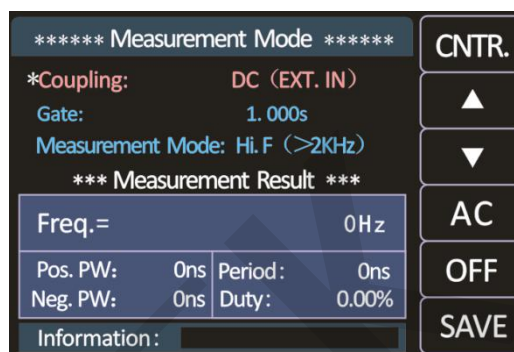 ****** Measurement Mode ******
*Coupling: DC (EXT. IN)
Gate: 1. 000s
Measurement Mode: Hi. F (>2KHz)
*** Measurement Result ***
Freq.= 0Hz
Pos. PW: 0ns Period: 0ns
Neg. PW: 0ns Duty: 0.00%
Information:
CNTR.
▲
▼
AC
OFF
SAVE